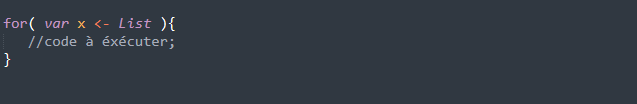 for( var x <- List ){
//code à éxécuter;
}